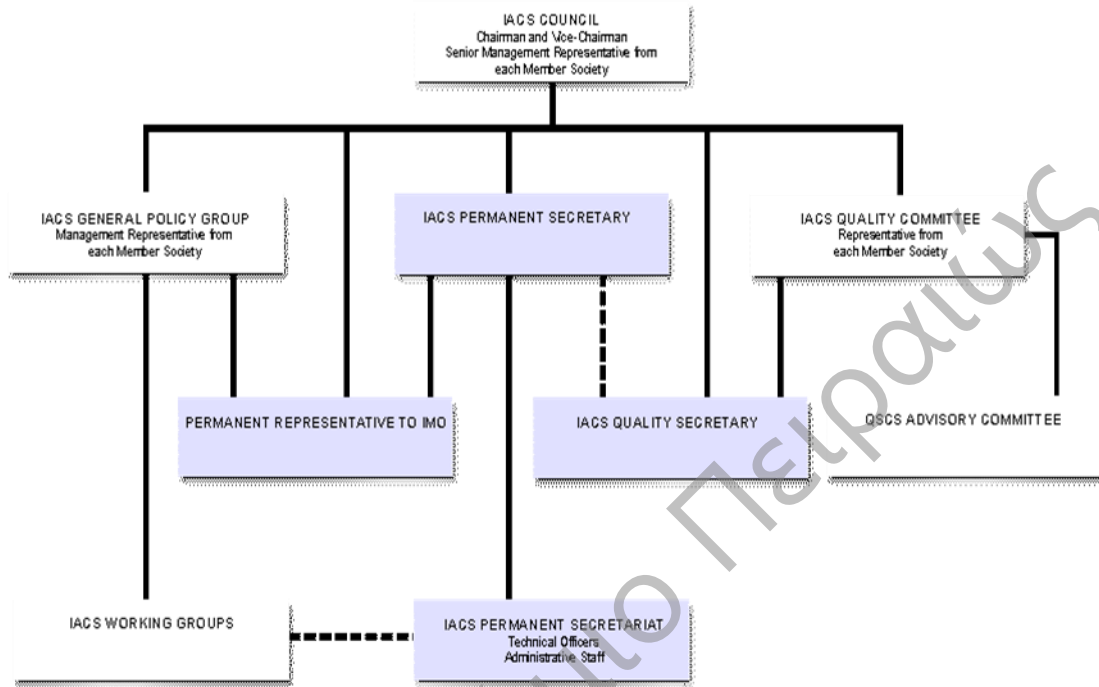 IACS COUNCIL
Chairman and Vice-Chairman
Senior Management Representative from
each Member Society
IACS GENERAL POLICY GROUP
Management Representative from
each Member Society
IACS PERMANENT SECRETARY
IACS QUALITY COMMITTEE
Representative from
each Member Society
PERMANENT REPRESENTATIVE TO IMO
IACS QUALITY SECRETARY
QSCS ADVISORY COMMITTEE
IACS WORKING GROUPS
IACS PERMANENT SECRETARIAT
Technical Officers
Administrative Staff
Πειραιώς